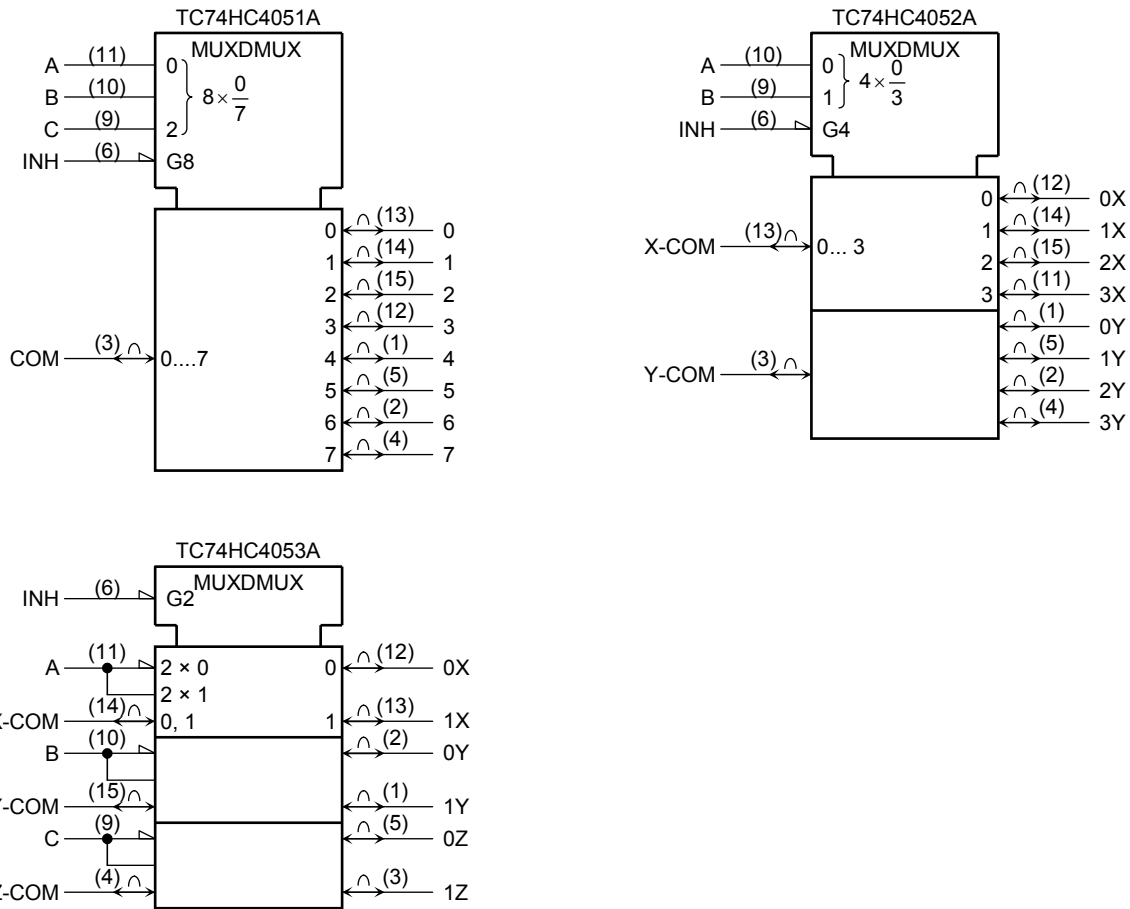 TC74HC4051A
MUXDMUX
A (11) 0
B (10) 8 × 0/7
C (9) 2
INH (6) G8
0 (13) 0
1 (14) 1
2 (15) 2
3 (12) 3
COM (3) 0....7 4 (1) 4
5 (5) 5
6 (2) 6
7 (4) 7
TC74HC4052A
MUXDMUX
A (10) 0
B (9) 1 4 × 0/3
INH (6) G4
0 (12) 0X
1 (14) 1X
X-COM (13) 0... 3
2 (15) 2X
3 (11) 3X
(1) 0Y
(5) 1Y
Y-COM (3)
(2) 2Y
(4) 3Y
TC74HC4053A
MUXDMUX
INH (6) G2
A (11) 2 × 0 0 (12) 0X
2 × 1
X-COM (14) 0, 1 1 (13) 1X
B (10) (2) 0Y
Y-COM (15) (1) 1Y
C (9) (5) 0Z
Z-COM (4) (3) 1Z